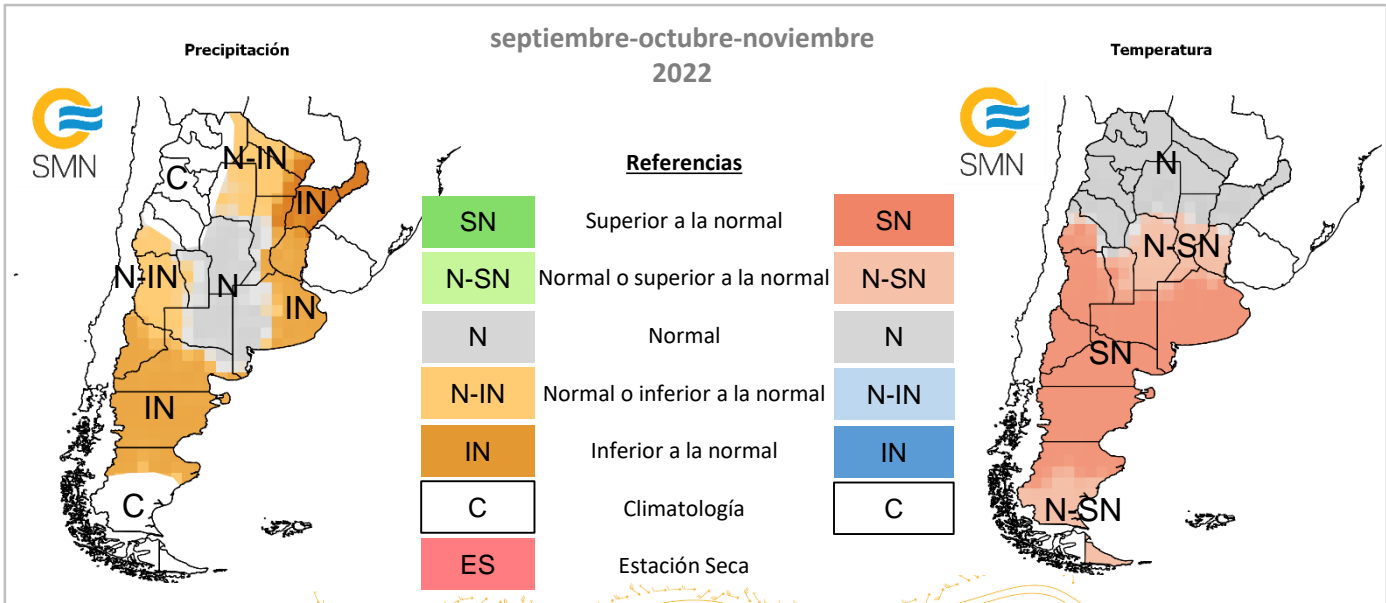 septiembre-octubre-noviembre
2022
Precipitación
Temperatura
SMN
SMN
N-IN
C
IN
N-IN
N
IN
IN
C
Referencias
SN Superior a la normal SN
N-SN Normal o superior a la normal N-SN
N Normal N
N-IN Normal o inferior a la normal N-IN
IN Inferior a la normal IN
C Climatología C
ES Estación Seca
N
N-SN
SN
N-SN